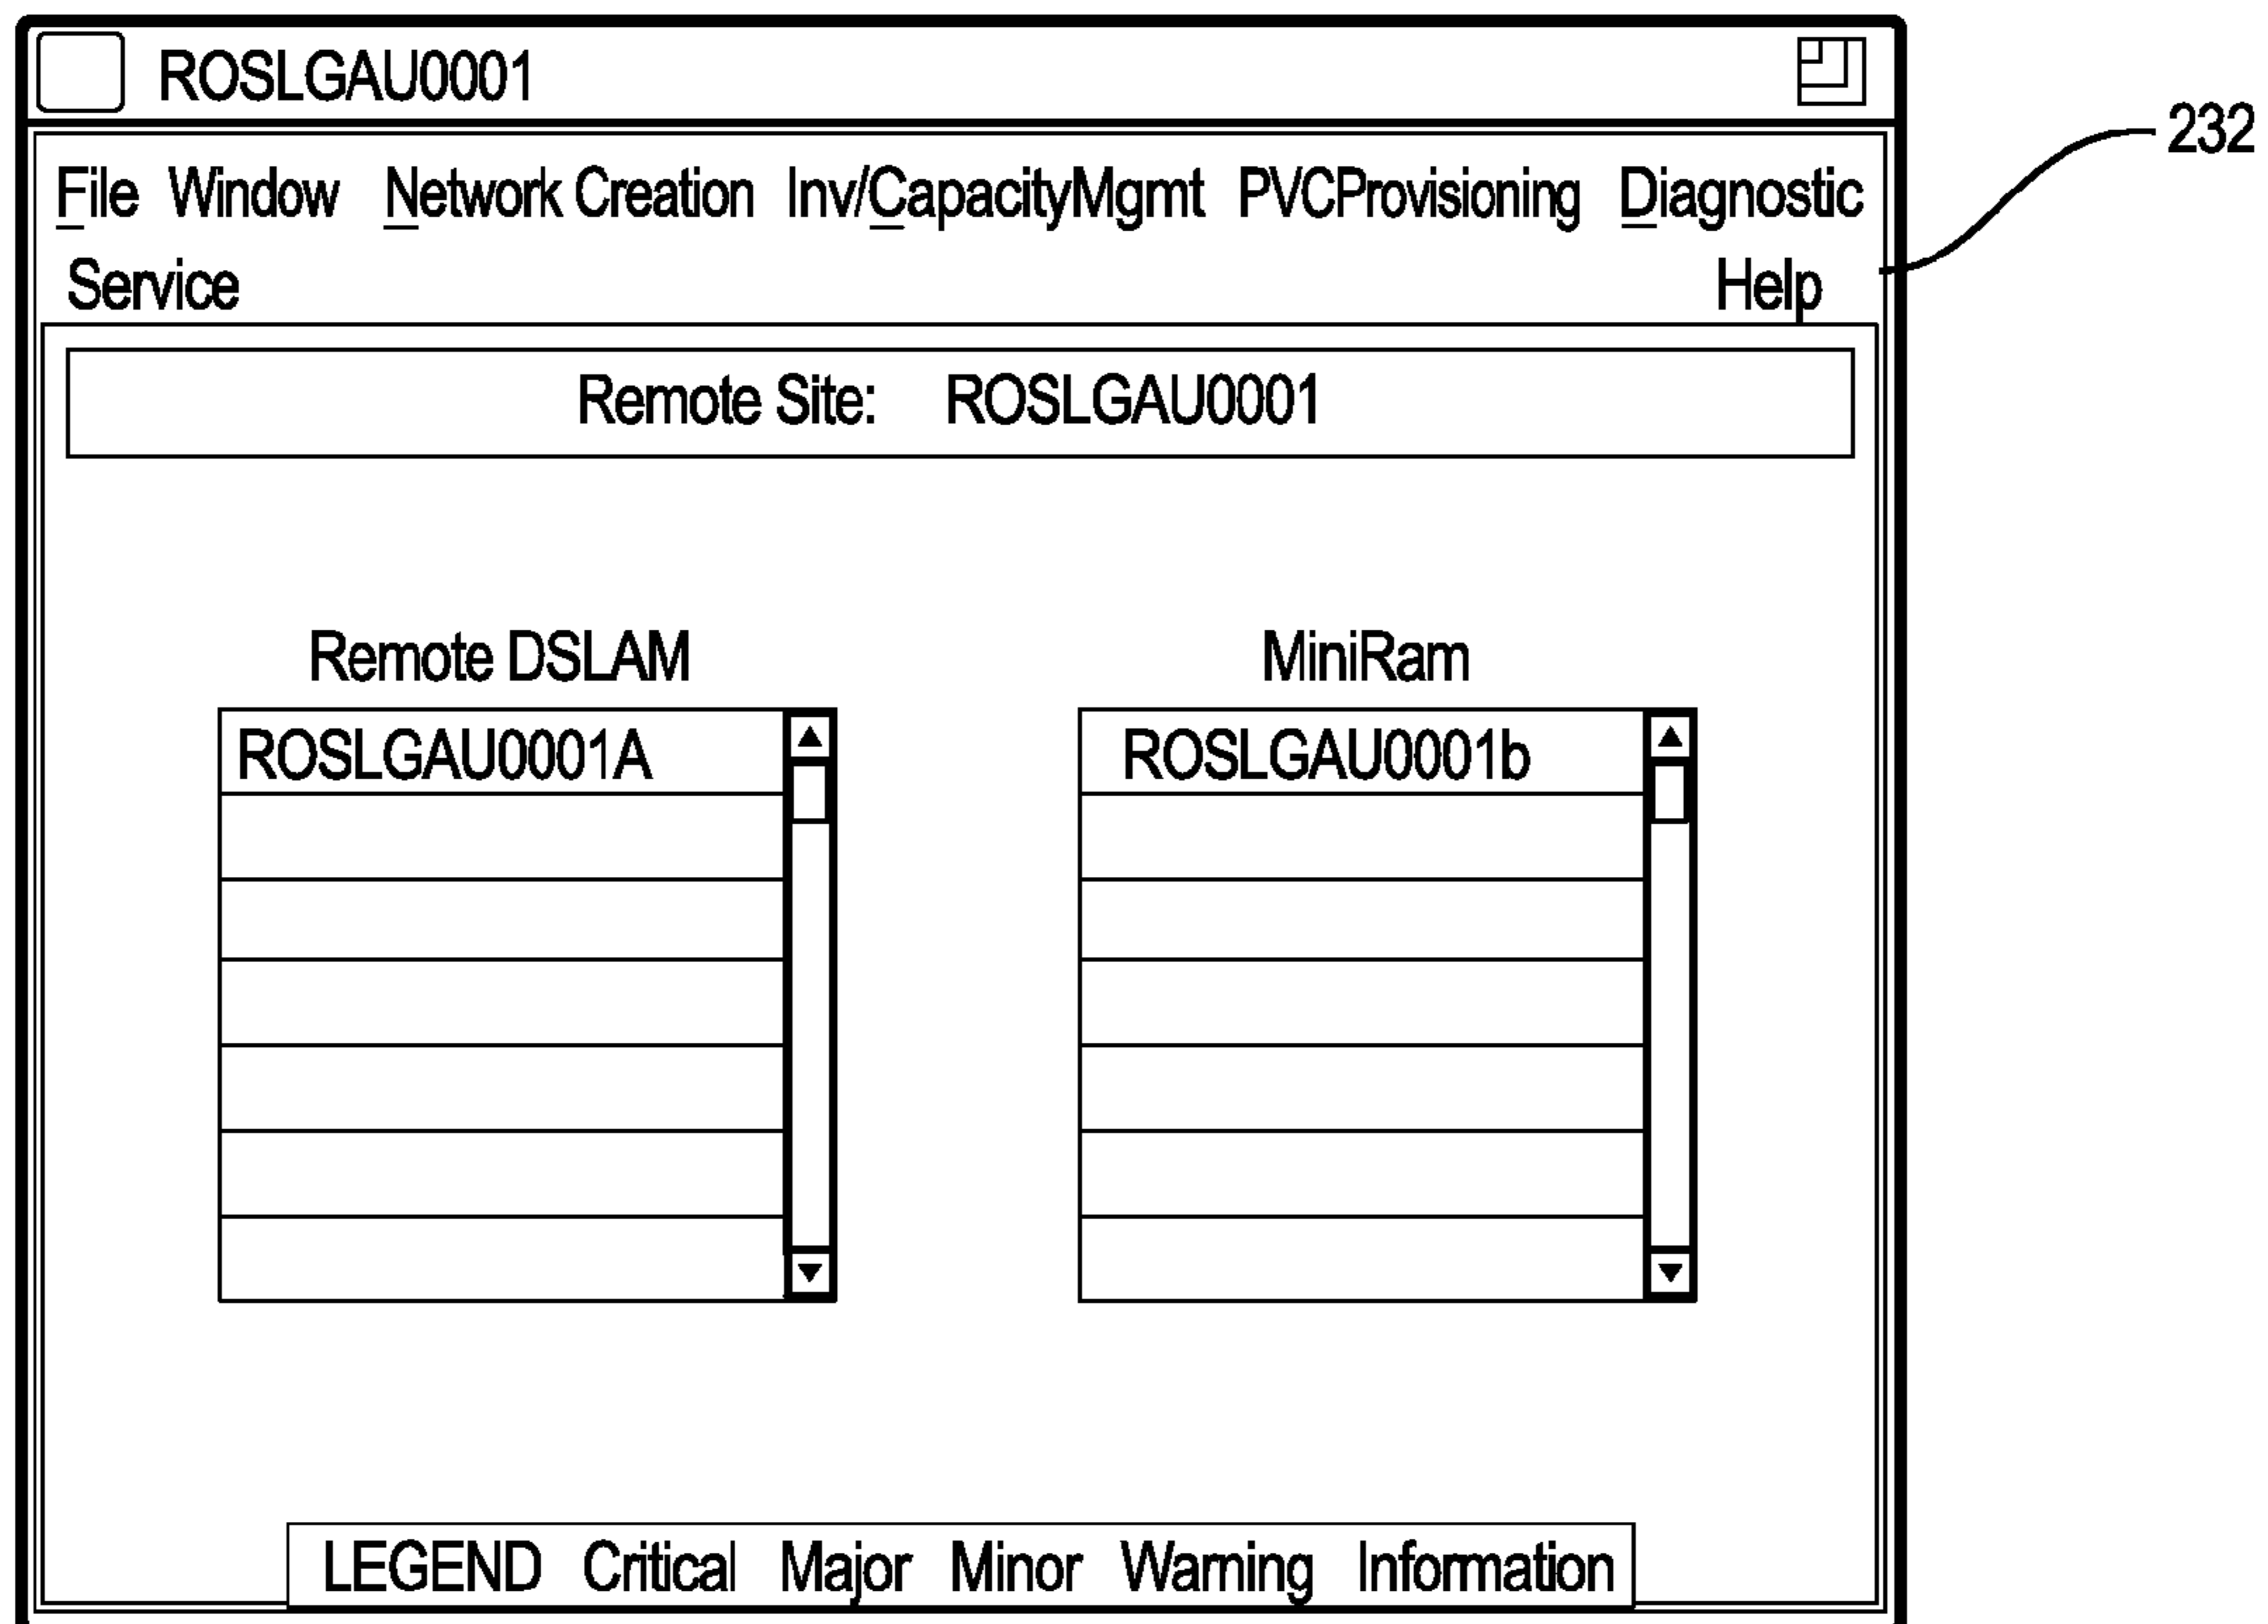 ROSLGAU0001
232
File Window Network Creation Inv/CapacityMgmt PVCProvisioning Diagnostic
Service Help
Remote Site: ROSLGAU0001
Remote DSLAM MiniRam
ROSLGAU0001A ROSLGAU0001b
LEGEND Critical Major Minor Warning Information